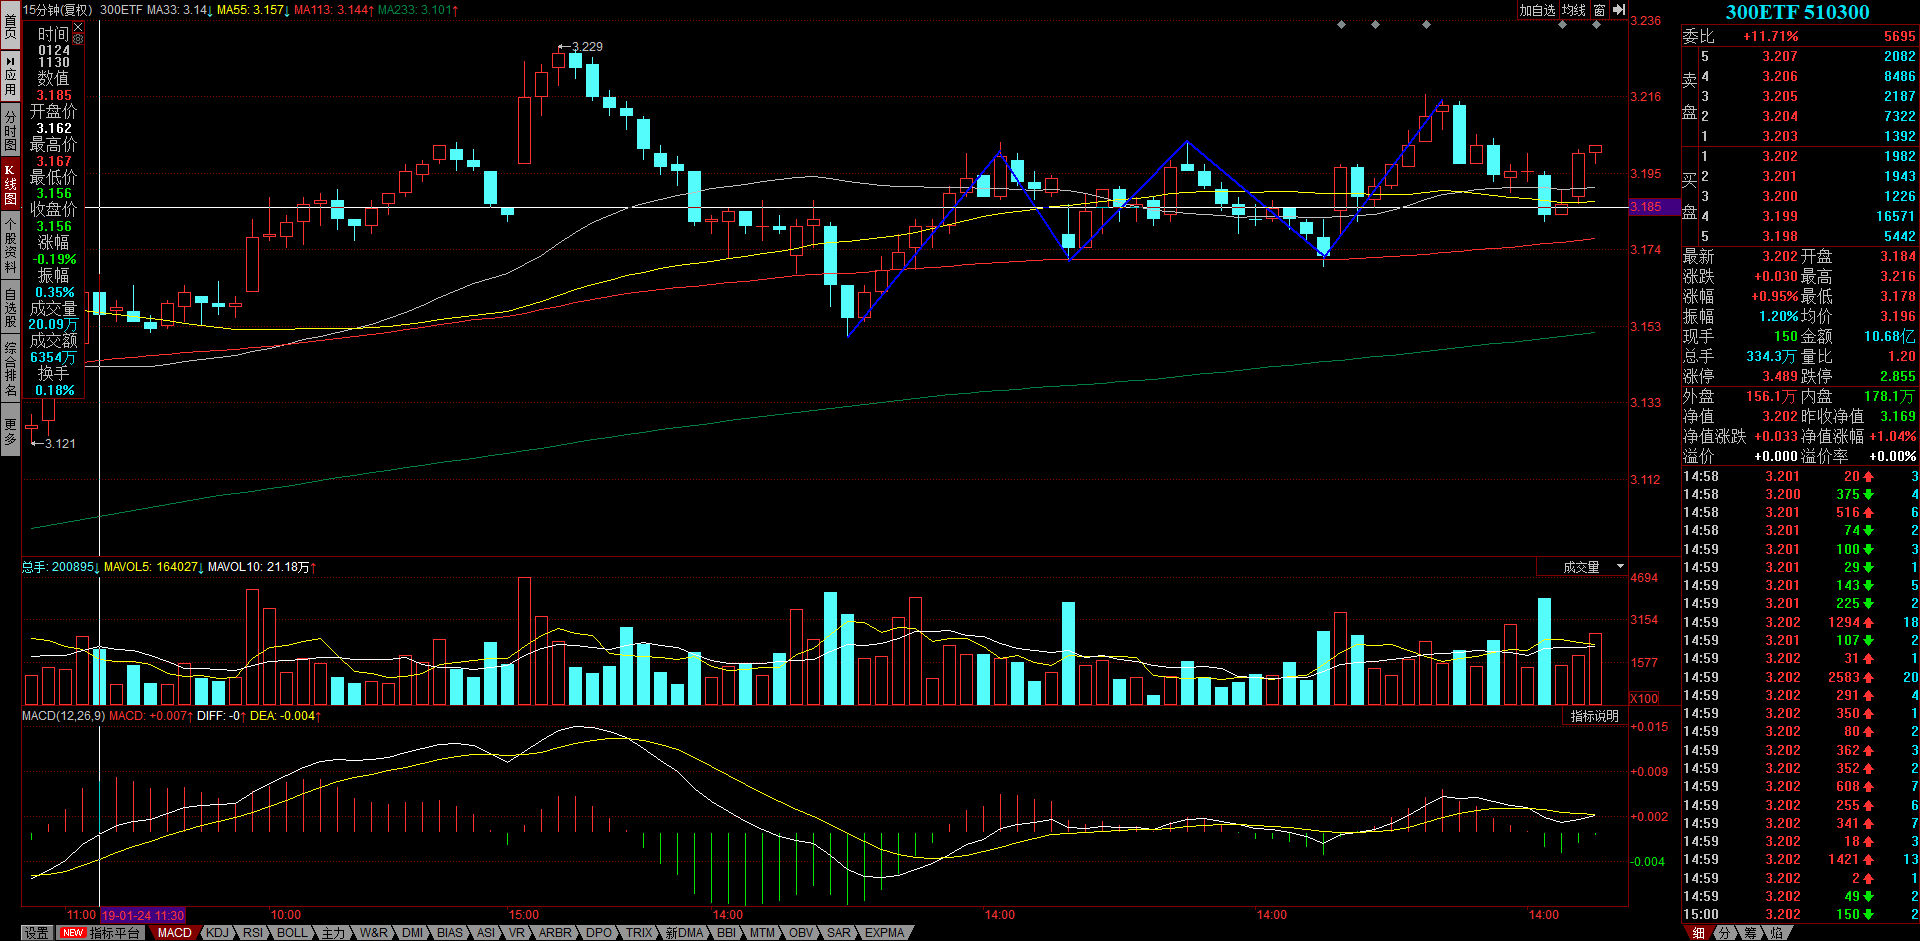 15分钟(复权) 300ETF MA33: 3.14↓ MA55: 3.157↓ MA113: 3.144↑ MA233: 3.101↑
加自选 均线 窗
首页
应用
分时图
K线图
个股资料
自选股
综合排名
更多
时间
0124
1130
数值
3.185
开盘价
3.162
最高价
3.167
最低价
3.156
收盘价
3.156
涨幅
-0.19%
振幅
0.35%
成交量
20.09万
成交额
6354万
换手
0.18%
←3.229
←3.121
3.236
3.216
3.195
3.185
3.174
3.153
3.133
3.112
总手: 200895↓ MAVOL5: 164027↓ MAVOL10: 21.18万↑
成交量
4694
3154
1577
X100
MACD(12,26,9) MACD: +0.007↑ DIFF: -0↑ DEA: -0.004↑
指标说明
+0.015
+0.009
+0.002
-0.004
11:00 19-01-24 11:30 10:00 15:00 14:00 14:00 14:00 14:00
设置 NEW 指标平台 MACD KDJ RSI BOLL 主力 W&R DMI BIAS ASI VR ARBR DPO TRIX 新DMA BBI MTM OBV SAR EXPMA
300ETF 510300
委比 +11.71% 5695
卖盘
5 3.207 2082
4 3.206 8486
3 3.205 2187
2 3.204 7322
1 3.203 1392
买盘
1 3.202 1982
2 3.201 1943
3 3.200 1226
4 3.199 16571
5 3.198 5442
最新 3.202 开盘 3.184
涨跌 +0.030 最高 3.216
涨幅 +0.95% 最低 3.178
振幅 1.20% 均价 3.196
现手 150 金额 10.68亿
总手 334.3万 量比 1.20
涨停 3.489 跌停 2.855
外盘 156.1万 内盘 178.1万
净值 3.202 昨收净值 3.169
净值涨跌 +0.033 净值涨幅 +1.04%
溢价 +0.000 溢价率 +0.00%
14:58 3.201 20 3
14:58 3.200 375 4
14:58 3.201 516 6
14:58 3.201 74 2
14:59 3.201 100 3
14:59 3.201 29 1
14:59 3.201 143 5
14:59 3.201 225 2
14:59 3.202 1294 18
14:59 3.201 107 2
14:59 3.202 31 1
14:59 3.202 2583 20
14:59 3.202 291 4
14:59 3.202 350 1
14:59 3.202 80 2
14:59 3.202 362 3
14:59 3.202 352 2
14:59 3.202 608 7
14:59 3.202 255 6
14:59 3.202 341 7
14:59 3.202 18 3
14:59 3.202 1421 13
14:59 3.202 2 1
14:59 3.202 49 2
15:00 3.202 150 2
细 分 筹 焰